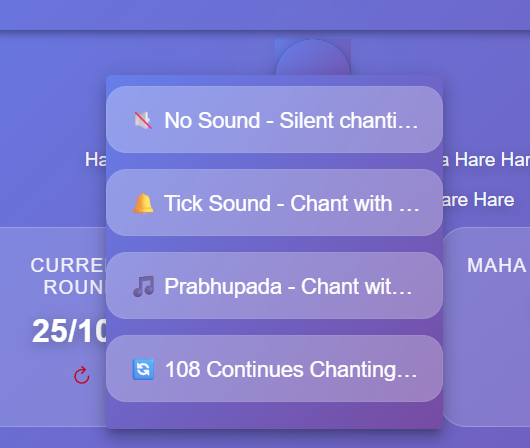 🔇 No Sound - Silent chanti...
Ha
a Hare Har
🔔 Tick Sound - Chant with ...
are Hare
CURRE
ROUN
MAHA
🎵 Prabhupada - Chant wit...
25/10
🔄 108 Continues Chanting...